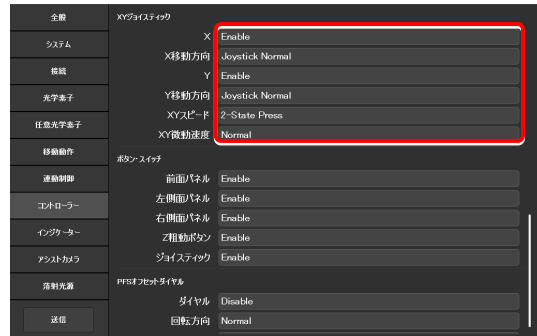 全般
システム
接続
光学素子
任意光学素子
移動動作
連動制御
コントローラー
インジケーター
アシストカメラ
落射光源
送信
XYジョイスティック
X Enable
X移動方向 Joystick Normal
Y Enable
Y移動方向 Joystick Normal
XYスピード 2-State Press
XY微動速度 Normal
ボタン・スイッチ
前面パネル Enable
左側面パネル Enable
右側面パネル Enable
Z粗動ボタン Enable
ジョイスティック Enable
PFSオフセットダイヤル
ダイヤル Disable
回転方向 Normal